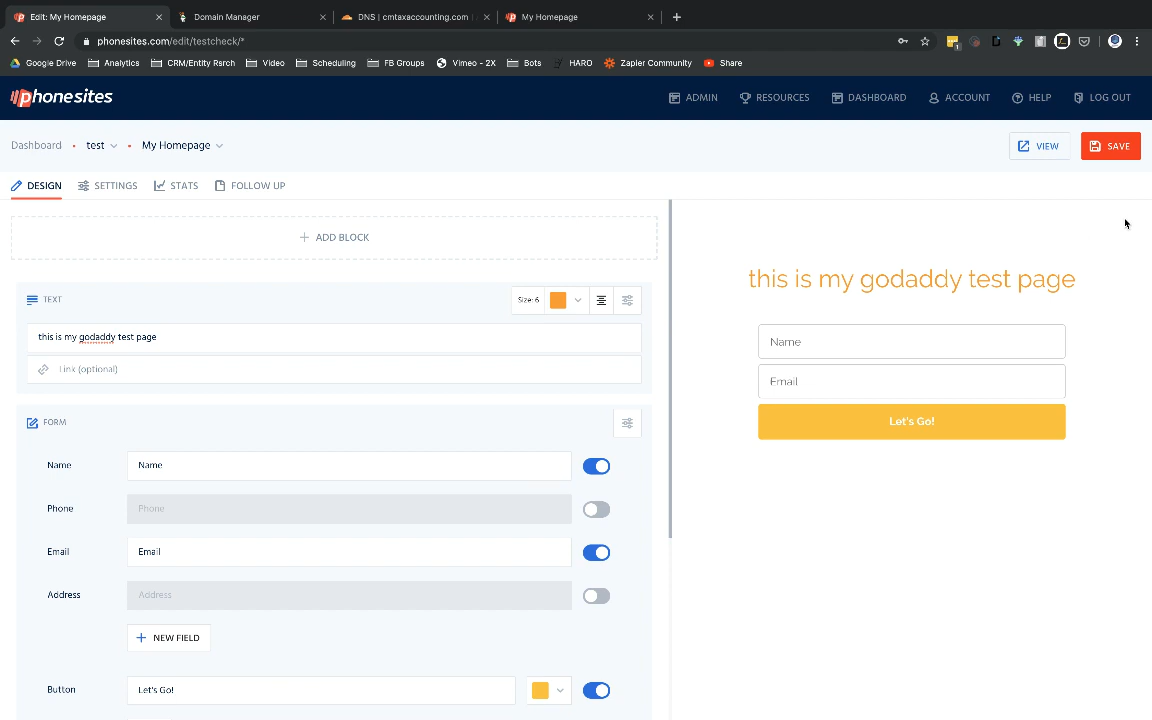 Edit: My Homepage
Domain Manager
DNS | cmtaxaccounting.com |
My Homepage
phonesites.com/edit/testcheck/*
Google Drive
Analytics
CRM/Entity Rsrch
Video
Scheduling
FB Groups
Vimeo - 2X
Bots
HARO
Zapier Community
Share
phonesites
ADMIN
RESOURCES
DASHBOARD
ACCOUNT
HELP
LOG OUT
Dashboard • test • My Homepage
VIEW
SAVE
DESIGN
SETTINGS
STATS
FOLLOW UP
+ ADD BLOCK
TEXT
Size: 6
this is my godaddy test page
Link (optional)
FORM
Name
Name
Phone
Phone
Email
Email
Address
Address
+ NEW FIELD
Button
Let's Go!
this is my godaddy test page
Name
Email
Let's Go!